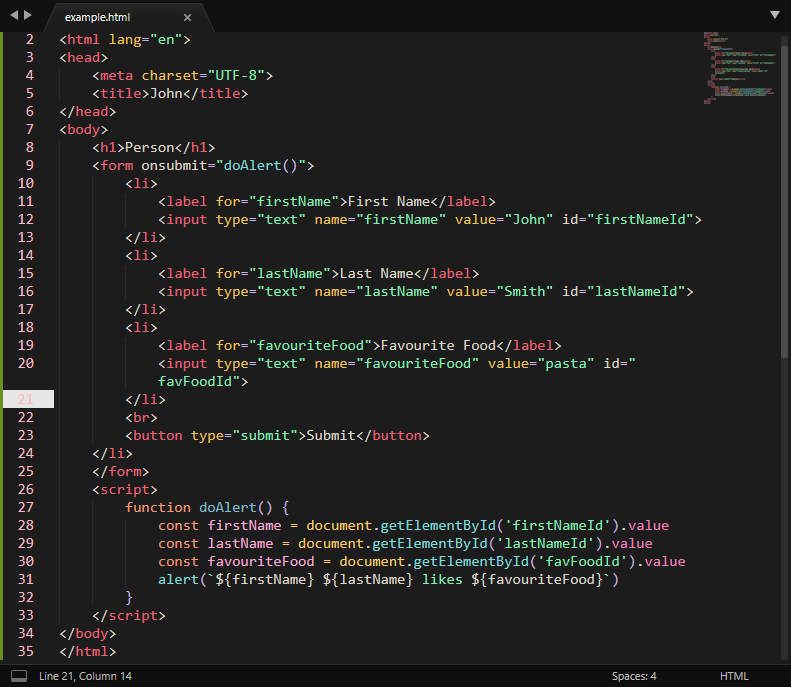 example.html
2 <html lang="en">
3 <head>
4     <meta charset="UTF-8">
5     <title>John</title>
6 </head>
7 <body>
8     <h1>Person</h1>
9     <form onsubmit="doAlert()">
10         <li>
11             <label for="firstName">First Name</label>
12             <input type="text" name="firstName" value="John" id="firstNameId">
13         </li>
14         <li>
15             <label for="lastName">Last Name</label>
16             <input type="text" name="lastName" value="Smith" id="lastNameId">
17         </li>
18         <li>
19             <label for="favouriteFood">Favourite Food</label>
20             <input type="text" name="favouriteFood" value="pasta" id="
            favFoodId">
21         </li>
22         <br>
23         <button type="submit">Submit</button>
24     </li>
25     </form>
26     <script>
27         function doAlert() {
28             const firstName = document.getElementById('firstNameId').value
29             const lastName = document.getElementById('lastNameId').value
30             const favouriteFood = document.getElementById('favFoodId').value
31             alert(`${firstName} ${lastName} likes ${favouriteFood}`)
32         }
33     </script>
34 </body>
35 </html>
Line 21, Column 14 Spaces: 4 HTML